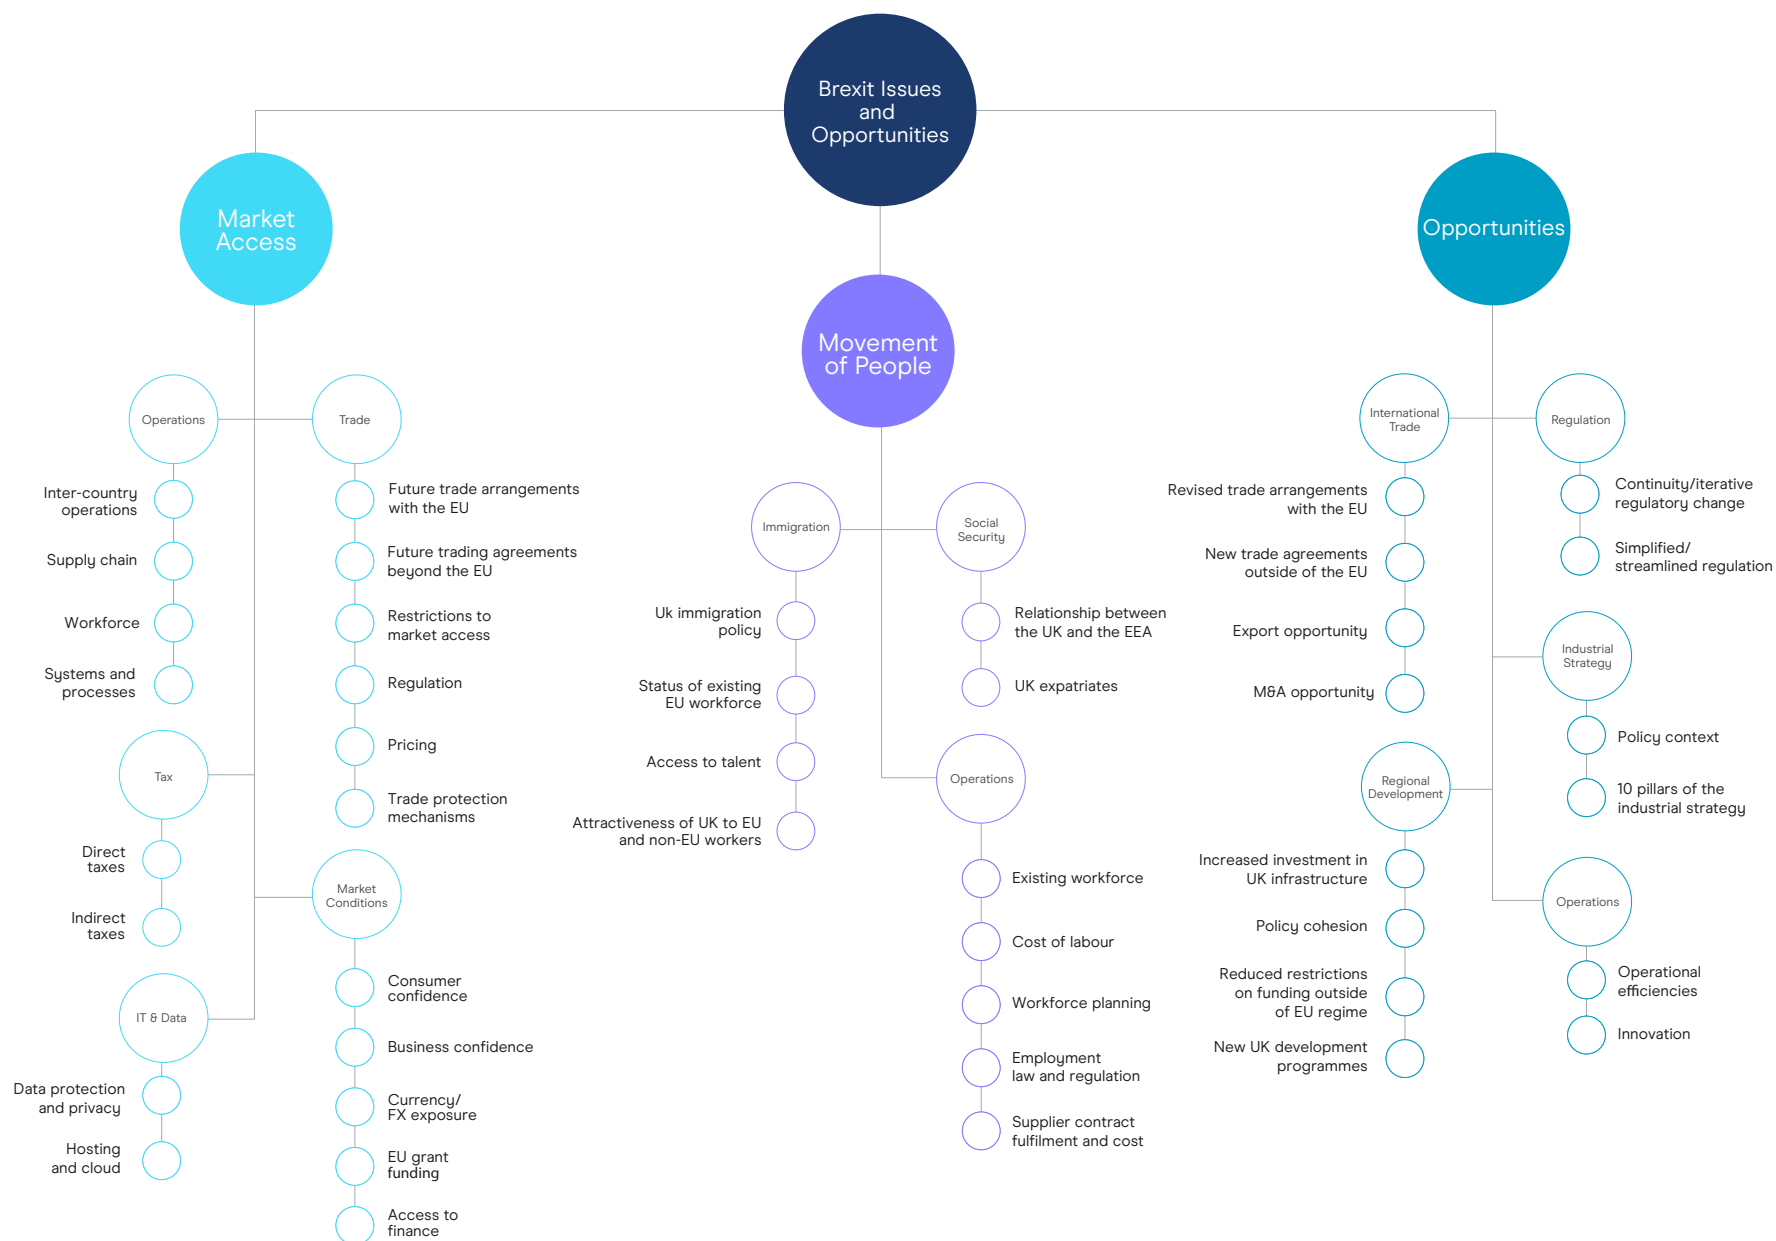 Brexit Issues
and
Opportunities
Market
Access
Operations
Inter-country
operations
Supply chain
Workforce
Systems and
processes
Trade
Future trade arrangements
with the EU
Future trading agreements
beyond the EU
Restrictions to
market access
Regulation
Pricing
Trade protection
mechanisms
Tax
Direct
taxes
Indirect
taxes
Market
Conditions
Consumer
confidence
Business confidence
Currency/
FX exposure
EU grant
funding
Access to
finance
IT & Data
Data protection
and privacy
Hosting
and cloud
Movement
of People
Immigration
Uk immigration
policy
Status of existing
EU workforce
Access to talent
Attractiveness of UK to EU
and non-EU workers
Social
Security
Relationship between
the UK and the EEA
UK expatriates
Operations
Existing workforce
Cost of labour
Workforce planning
Employment
law and regulation
Supplier contract
fulfilment and cost
Opportunities
International
Trade
Revised trade arrangements
with the EU
New trade agreements
outside of the EU
Export opportunity
M&A opportunity
Regulation
Continuity/iterative
regulatory change
Simplified/
streamlined regulation
Industrial
Strategy
Policy context
10 pillars of the
industrial strategy
Regional
Development
Increased investment in
UK infrastructure
Policy cohesion
Reduced restrictions
on funding outside
of EU regime
New UK development
programmes
Operations
Operational
efficiencies
Innovation